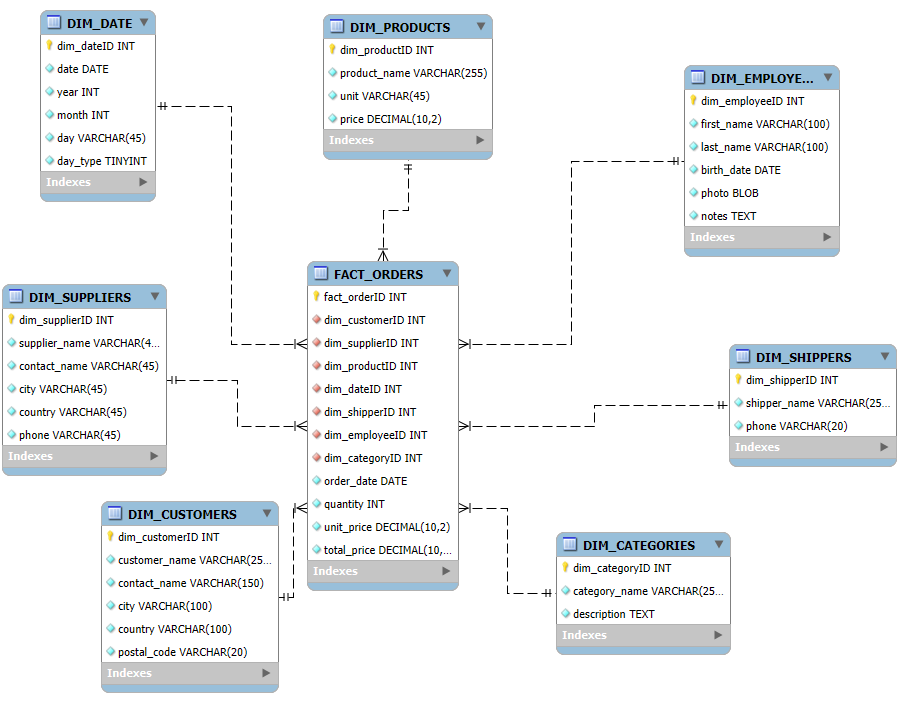 DIM_DATE
dim_dateID INT
date DATE
year INT
month INT
day VARCHAR(45)
day_type TINYINT
Indexes
DIM_PRODUCTS
dim_productID INT
product_name VARCHAR(255)
unit VARCHAR(45)
price DECIMAL(10,2)
Indexes
DIM_EMPLOYE...
dim_employeeID INT
first_name VARCHAR(100)
last_name VARCHAR(100)
birth_date DATE
photo BLOB
notes TEXT
Indexes
DIM_SUPPLIERS
dim_supplierID INT
supplier_name VARCHAR(4...
contact_name VARCHAR(45)
city VARCHAR(45)
country VARCHAR(45)
phone VARCHAR(45)
Indexes
FACT_ORDERS
fact_orderID INT
dim_customerID INT
dim_supplierID INT
dim_productID INT
dim_dateID INT
dim_shipperID INT
dim_employeeID INT
dim_categoryID INT
order_date DATE
quantity INT
unit_price DECIMAL(10,2)
total_price DECIMAL(10,...
Indexes
DIM_SHIPPERS
dim_shipperID INT
shipper_name VARCHAR(25...
phone VARCHAR(20)
Indexes
DIM_CUSTOMERS
dim_customerID INT
customer_name VARCHAR(25...
contact_name VARCHAR(150)
city VARCHAR(100)
country VARCHAR(100)
postal_code VARCHAR(20)
Indexes
DIM_CATEGORIES
dim_categoryID INT
category_name VARCHAR(25...
description TEXT
Indexes